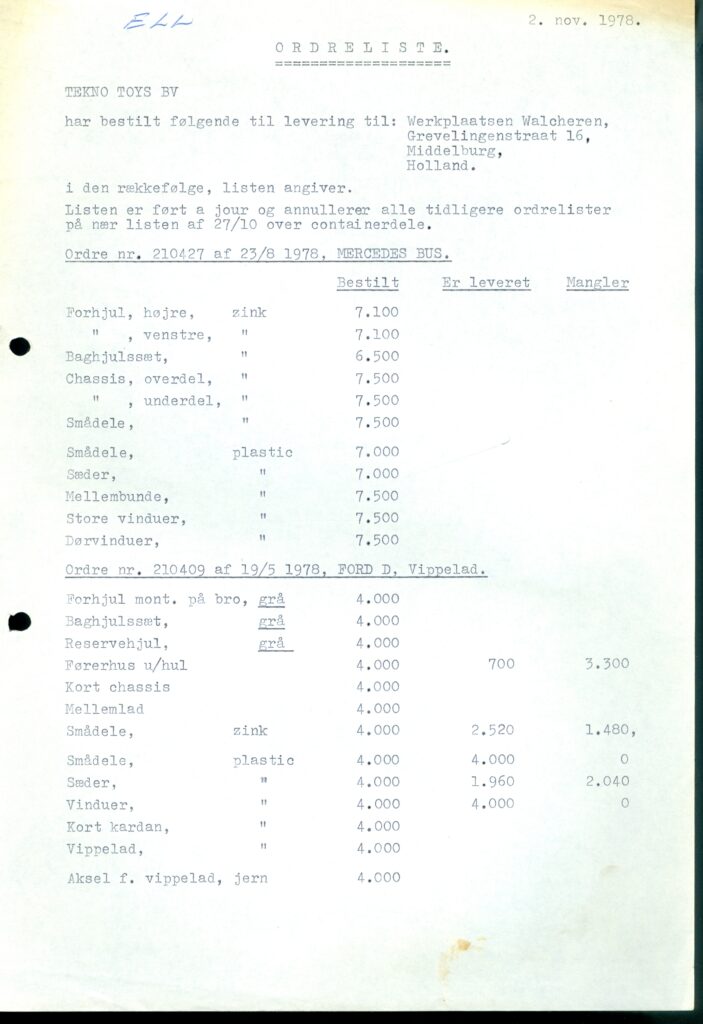 ELL
2. nov. 1978.
ORDRELISTE.
====================
TEKNO TOYS BV
har bestilt følgende til levering til: Werkplaatsen Walcheren,
Grevelingenstraat 16,
Middelburg,
Holland.
i den rækkefølge, listen angiver.
Listen er ført a jour og annullerer alle tidligere ordrelister
på nær listen af 27/10 over containerdele.
Ordre nr. 210427 af 23/8 1978, MERCEDES BUS.
Bestilt Er leveret Mangler
Forhjul, højre, zink 7.100
" , venstre, " 7.100
Baghjulssæt, " 6.500
Chassis, overdel, " 7.500
" , underdel, " 7.500
Smådele, " 7.500
Smådele, plastic 7.000
Sæder, " 7.000
Mellembunde, " 7.500
Store vinduer, " 7.500
Dørvinduer, " 7.500
Ordre nr. 210409 af 19/5 1978, FORD D, Vippelad.
Forhjul mont. på bro, grå 4.000
Baghjulssæt, grå 4.000
Reservehjul, grå 4.000
Førerhus u/hul 4.000 700 3.300
Kort chassis 4.000
Mellemlad 4.000
Smådele, zink 4.000 2.520 1.480,
Smådele, plastic 4.000 4.000 0
Sæder, " 4.000 1.960 2.040
Vinduer, " 4.000 4.000 0
Kort kardan, " 4.000
Vippelad, " 4.000
Aksel f. vippelad, jern 4.000